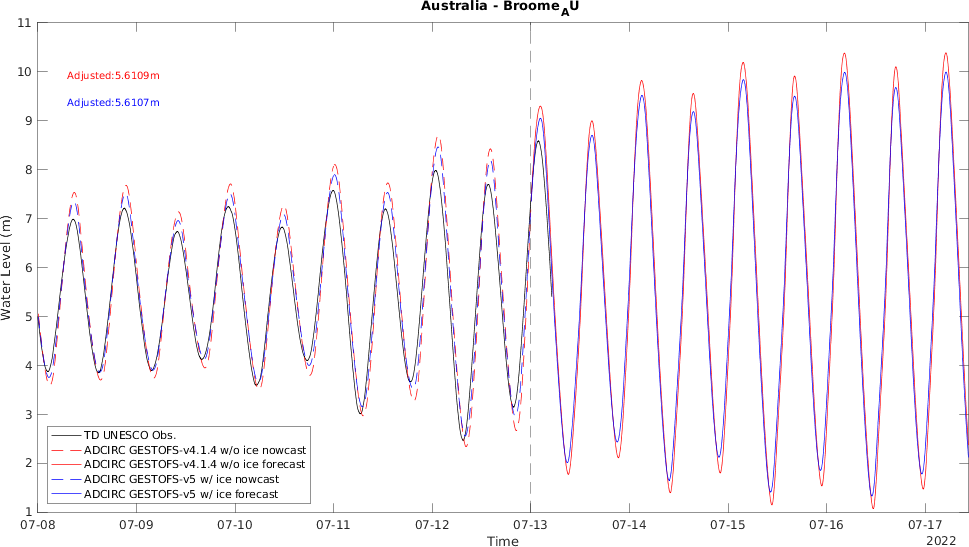 Australia - Broome_AU
11
10
9
8
7
6
5
4
3
2
1
Water Level (m)
Adjusted:5.6109m
Adjusted:5.6107m
TD UNESCO Obs.
ADCIRC GESTOFS-v4.1.4 w/o ice nowcast
ADCIRC GESTOFS-v4.1.4 w/o ice forecast
ADCIRC GESTOFS-v5 w/ ice nowcast
ADCIRC GESTOFS-v5 w/ ice forecast
07-08 07-09 07-10 07-11 07-12 07-13 07-14 07-15 07-16 07-17
Time
2022